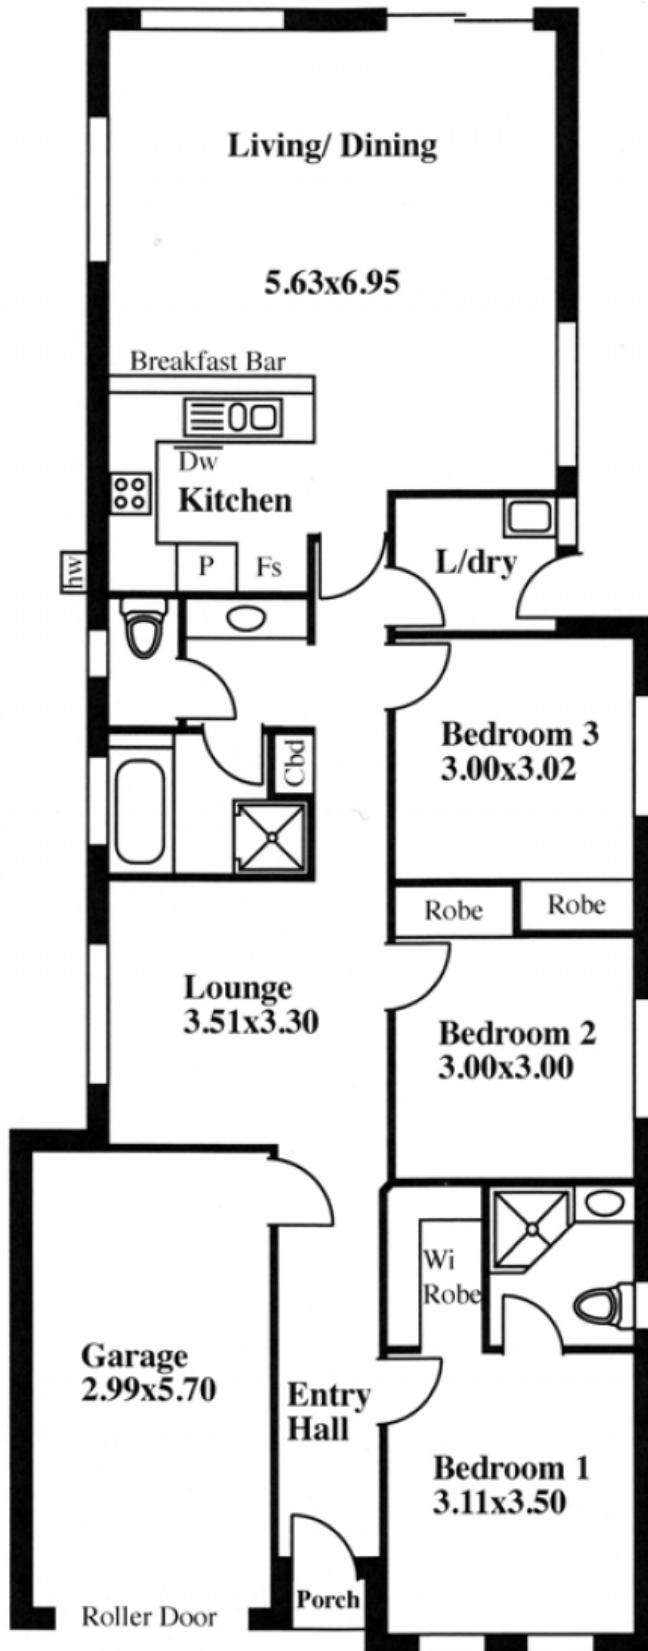 Living/ Dining
5.63x6.95
Breakfast Bar
Dw
Kitchen
P
Fs
L/dry
hw
Bedroom 3
3.00x3.02
Cbd
Robe
Robe
Lounge
3.51x3.30
Bedroom 2
3.00x3.00
Wi
Robe
Garage
2.99x5.70
Entry
Hall
Bedroom 1
3.11x3.50
Porch
Roller Door